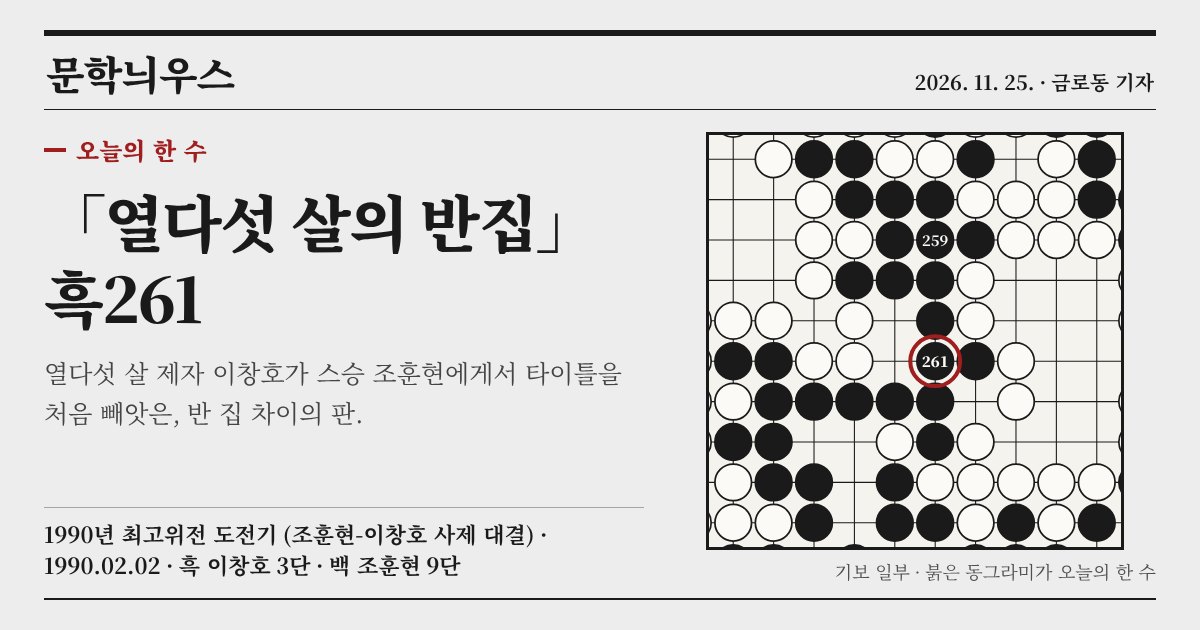 문학늬우스
2026. 11. 25. · 금로동 기자
오늘의 한 수
「열다섯 살의 반집」
흑261
열다섯 살 제자 이창호가 스승 조훈현에게서 타이틀을
처음 빼앗은, 반 집 차이의 판.
1990년 최고위전 도전기 (조훈현-이창호 사제 대결) ·
1990.02.02 · 흑 이창호 3단 · 백 조훈현 9단
259
261
기보 일부 · 붉은 동그라미가 오늘의 한 수